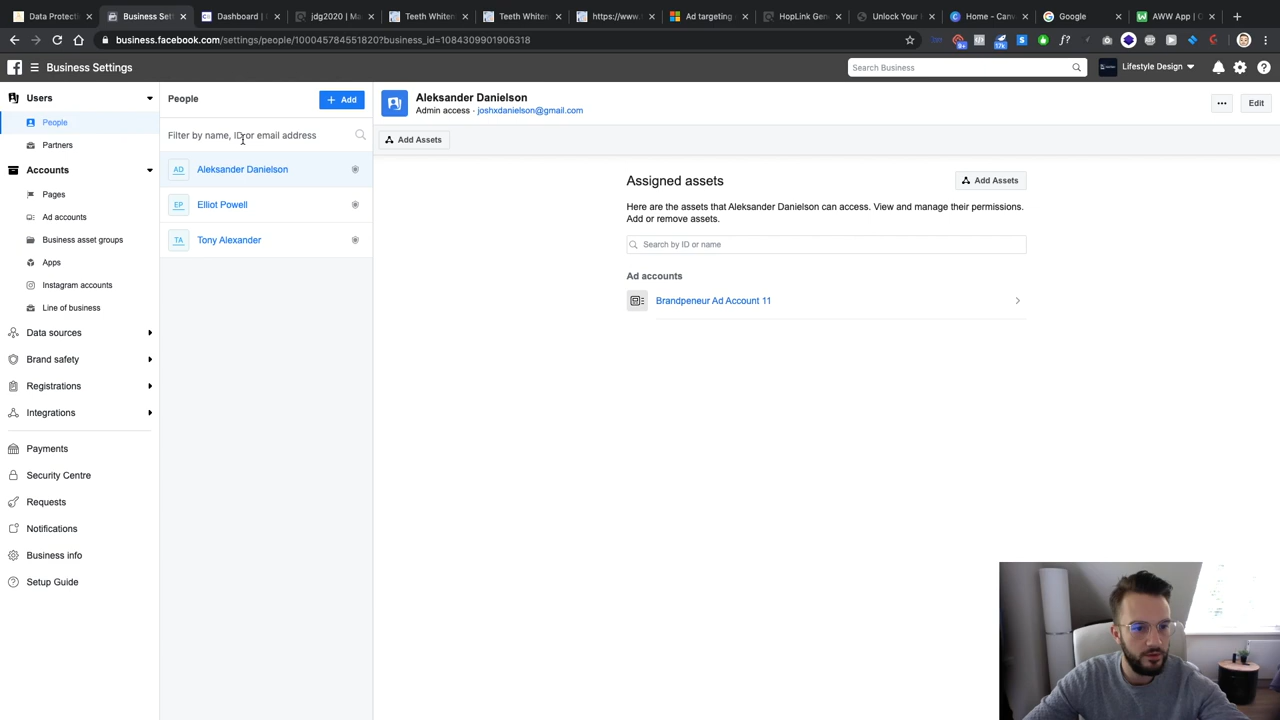 Data Protecti
Business Setti
Dashboard |
jdg2020 | Ma
Teeth Whiten
Teeth Whiten
https://www.l
Ad targeting
HopLink Gen
Unlock Your
Home - Canv
Google
AWW App | O
business.facebook.com/settings/people/100045784551820?business_id=1084309901906318
9+
17k
f?
Business Settings
Search Business
Lifestyle Design
Users
People
Partners
Accounts
Pages
Ad accounts
Business asset groups
Apps
Instagram accounts
Line of business
Data sources
Brand safety
Registrations
Integrations
Payments
Security Centre
Requests
Notifications
Business info
Setup Guide
People
+ Add
Filter by name, ID or email address
AD Aleksander Danielson
EP Elliot Powell
TA Tony Alexander
Aleksander Danielson
Admin access · joshxdanielson@gmail.com
Edit
Add Assets
Assigned assets
Add Assets
Here are the assets that Aleksander Danielson can access. View and manage their permissions.
Add or remove assets.
Search by ID or name
Ad accounts
Brandpeneur Ad Account 11